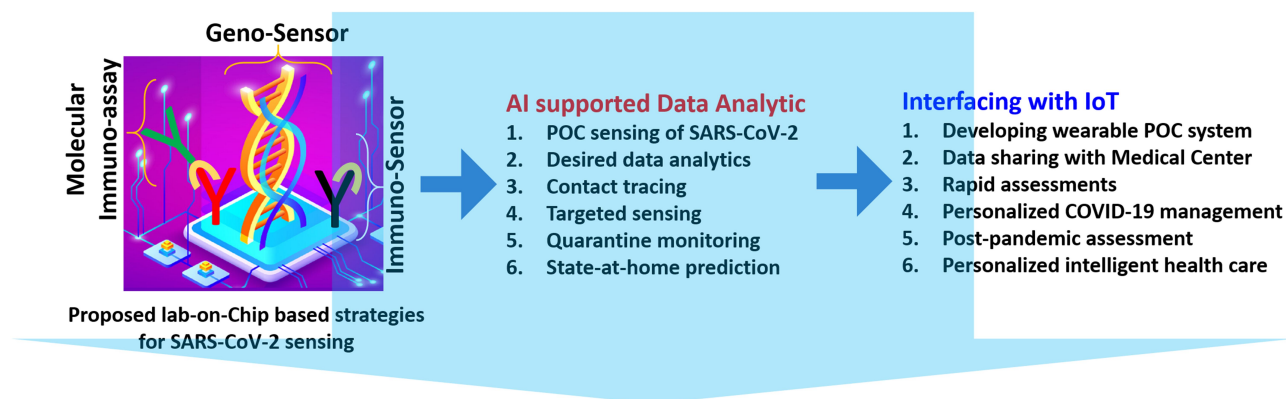 Geno-Sensor
Molecular
Immuno-assay
Immuno-Sensor
Proposed lab-on-Chip based strategies
for SARS-CoV-2 sensing
AI supported Data Analytic
1. POC sensing of SARS-CoV-2
2. Desired data analytics
3. Contact tracing
4. Targeted sensing
5. Quarantine monitoring
6. State-at-home prediction
Interfacing with IoT
1. Developing wearable POC system
2. Data sharing with Medical Center
3. Rapid assessments
4. Personalized COVID-19 management
5. Post-pandemic assessment
6. Personalized intelligent health care